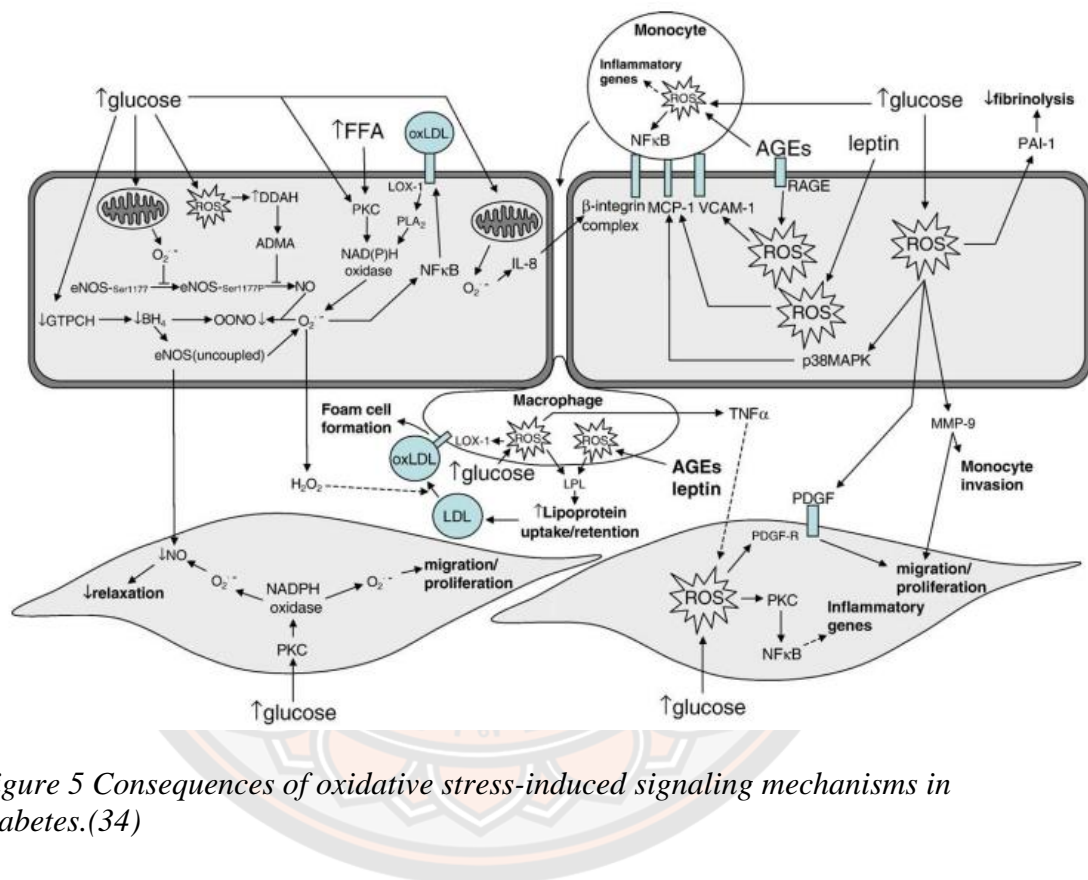 Monocyte
Inflammatory
genes
ROS
NFκB
↑glucose
↑FFA
oxLDL
AGEs
↑glucose
leptin
↓fibrinolysis
PAI-1
RAGE
ROS
↑DDAH
ADMA
PKC
LOX-1
PLA₂
NAD(P)H
oxidase
NFκB
IL-8
O₂·⁻
β-integrin
complex
MCP-1
VCAM-1
ROS
ROS
ROS
p38MAPK
O₂·⁻
eNOS-Ser1177
eNOS-Ser1177P
NO
↓GTPCH
↓BH₄
OONO↓
O₂·⁻
eNOS(uncoupled)
Macrophage
Foam cell
formation
LOX-1
ROS
ROS
oxLDL
↑glucose
LPL
AGEs
leptin
TNFα
MMP-9
Monocyte
invasion
H₂O₂
LDL
↑Lipoprotein
uptake/retention
PDGF
PDGF-R
↓NO
↓relaxation
O₂·⁻
NADPH
oxidase
O₂·⁻
migration/
proliferation
PKC
↑glucose
ROS
PKC
NFκB
Inflammatory
genes
migration/
proliferation
↑glucose
igure 5 Consequences of oxidative stress-induced signaling mechanisms in
abetes.(34)